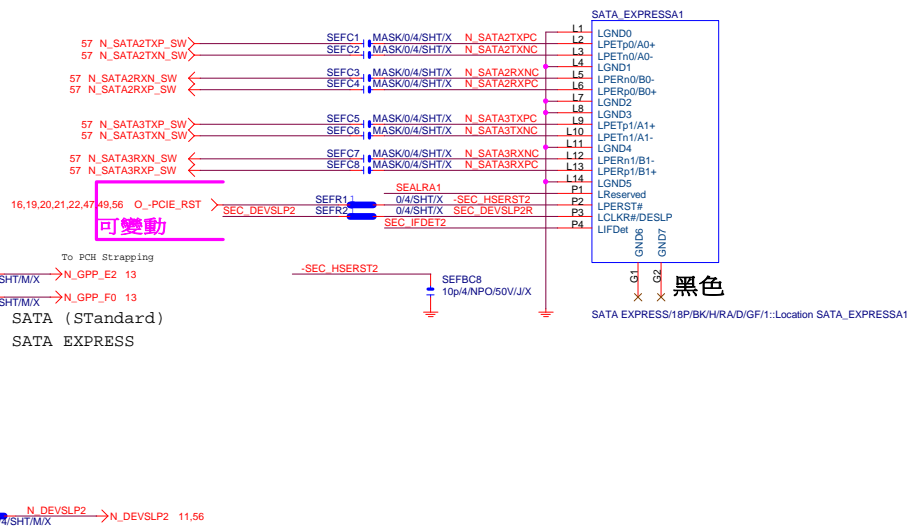 SATA_EXPRESSA1
57 N_SATA2TXP_SW SEFC1 MASK/0/4/SHT/X N_SATA2TXPC L2 LPETp0/A0+
57 N_SATA2TXN_SW SEFC2 MASK/0/4/SHT/X N_SATA2TXNC L3 LPETn0/A0-
L1 LGND0
L4 LGND1
57 N_SATA2RXN_SW SEFC3 MASK/0/4/SHT/X N_SATA2RXNC L5 LPERn0/B0-
57 N_SATA2RXP_SW SEFC4 MASK/0/4/SHT/X N_SATA2RXPC L6 LPERp0/B0+
L7 LGND2
L8 LGND3
57 N_SATA3TXP_SW SEFC5 MASK/0/4/SHT/X N_SATA3TXPC L9 LPETp1/A1+
57 N_SATA3TXN_SW SEFC6 MASK/0/4/SHT/X N_SATA3TXNC L10 LPETn1/A1-
L11 LGND4
57 N_SATA3RXN_SW SEFC7 MASK/0/4/SHT/X N_SATA3RXNC L12 LPERn1/B1-
57 N_SATA3RXP_SW SEFC8 MASK/0/4/SHT/X N_SATA3RXPC L13 LPERp1/B1+
L14 LGND5
SEALRA1 P1 LReserved
16,19,20,21,22,47,49,56 O_-PCIE_RST SEFR1 0/4/SHT/X -SEC_HSERST2 P2 LPERST#
SEC_DEVSLP2 SEFR2 0/4/SHT/X SEC_DEVSLP2R P3 LCLKR#/DESLP
SEC_IFDET2 P4 LIFDet
可變動
GND6 GND7
G1 G2
黑色
To PCH Strapping
SHT/M/X N_GPP_E2 13
SHT/M/X N_GPP_F0 13
-SEC_HSERST2
SEFBC8
10p/4/NPO/50V/J/X
SATA EXPRESS/18P/BK/H/RA/D/GF/1::Location SATA_EXPRESSA1
SATA (STandard)
SATA EXPRESS
N_DEVSLP2 N_DEVSLP2 11,56
4/SHT/M/X